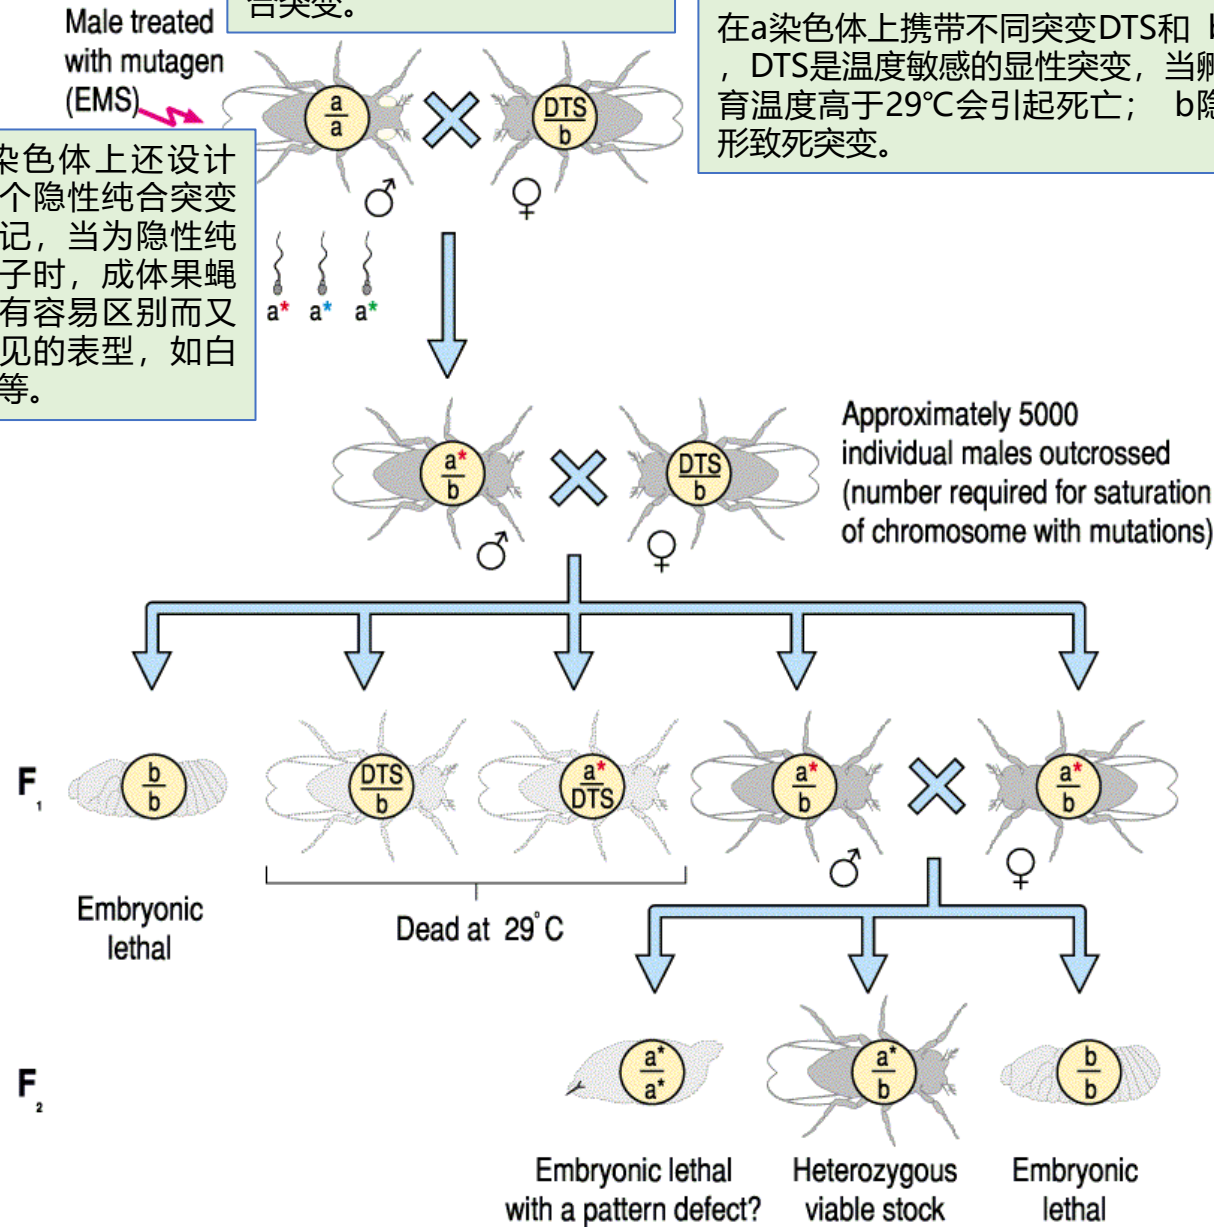 合突变。
Male treated
with mutagen
(EMS)
在a染色体上携带不同突变DTS和 b
，DTS是温度敏感的显性突变，当孵
育温度高于29℃会引起死亡； b隐
形致死突变。
染色体上还设计
个隐性纯合突变
记，当为隐性纯
子时，成体果蝇
有容易区别而又
见的表型，如白
等。
a
a
DTS
b
♂
♀
a* a* a*
a*
b
DTS
b
♂
♀
Approximately 5000
individual males outcrossed
(number required for saturation
of chromosome with mutations)
F1
b
b
DTS
b
a*
DTS
a*
b
a*
b
♂
♀
Embryonic
lethal
Dead at 29°C
F2
a*
a*
a*
b
b
b
Embryonic lethal
with a pattern defect?
Heterozygous
viable stock
Embryonic
lethal